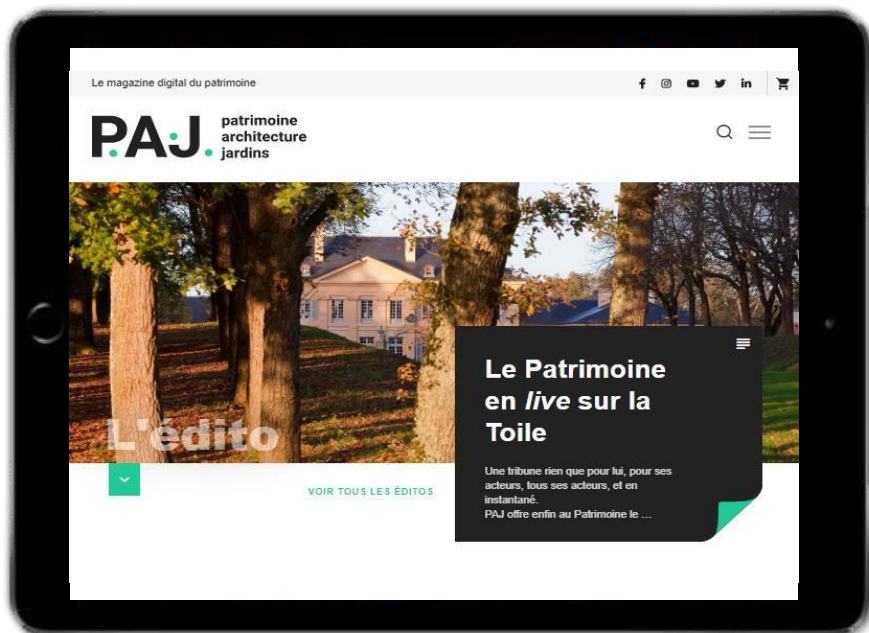 Le magazine digital du patrimoine
P.A.J.
patrimoine
architecture
jardins
L'édito
VOIR TOUS LES ÉDITOS
Le Patrimoine
en live sur la
Toile
Une tribune rien que pour lui, pour ses
acteurs, tous ses acteurs, et en
instantané.
PAJ offre enfin au Patrimoine le …